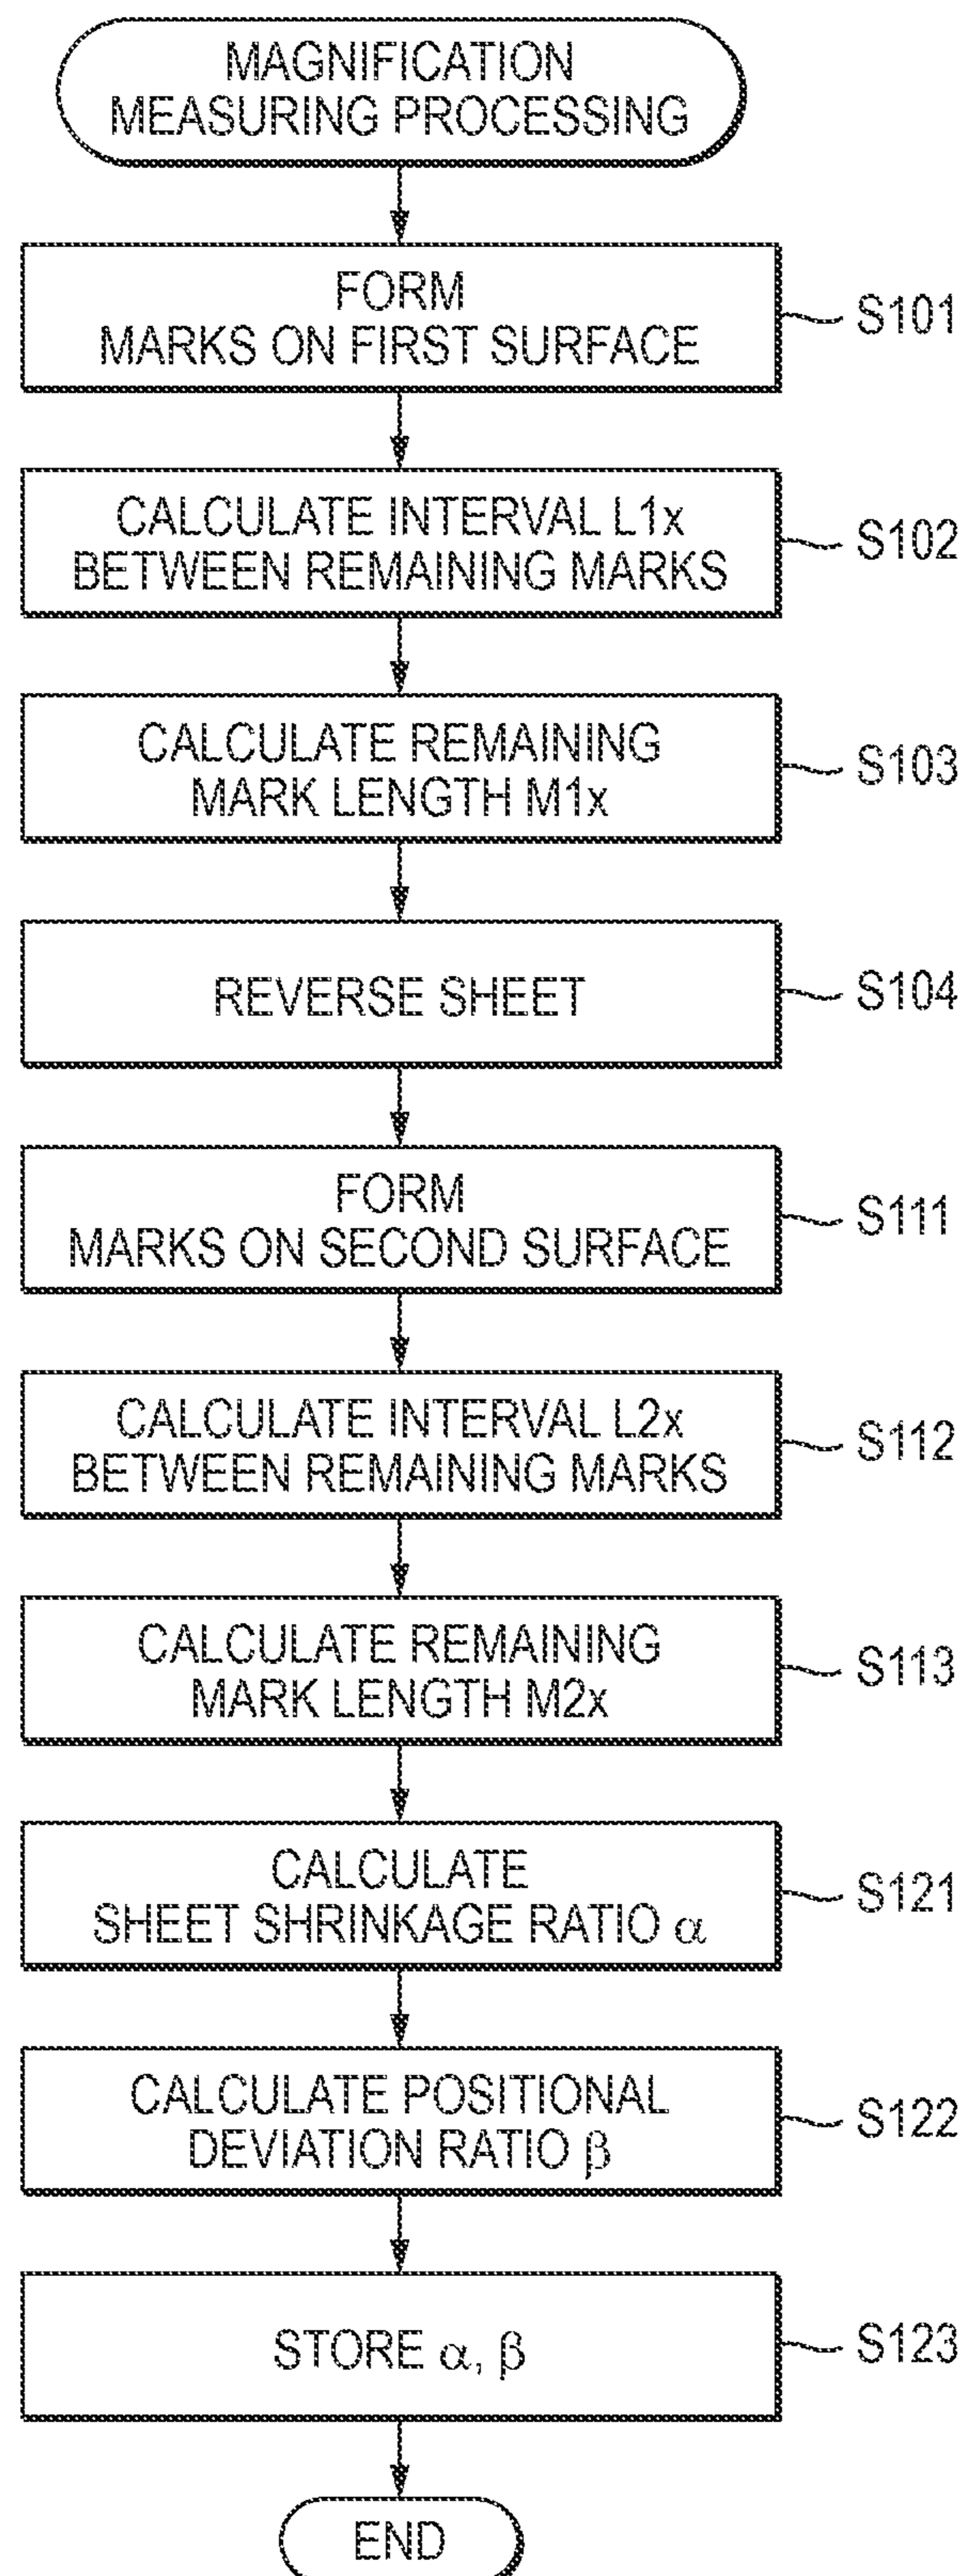 MAGNIFICATION
MEASURING PROCESSING
FORM
MARKS ON FIRST SURFACE
S101
CALCULATE INTERVAL L1x
BETWEEN REMAINING MARKS
S102
CALCULATE REMAINING
MARK LENGTH M1x
S103
REVERSE SHEET
S104
FORM
MARKS ON SECOND SURFACE
S111
CALCULATE INTERVAL L2x
BETWEEN REMAINING MARKS
S112
CALCULATE REMAINING
MARK LENGTH M2x
S113
CALCULATE
SHEET SHRINKAGE RATIO α
S121
CALCULATE POSITIONAL
DEVIATION RATIO β
S122
STORE α, β
S123
END